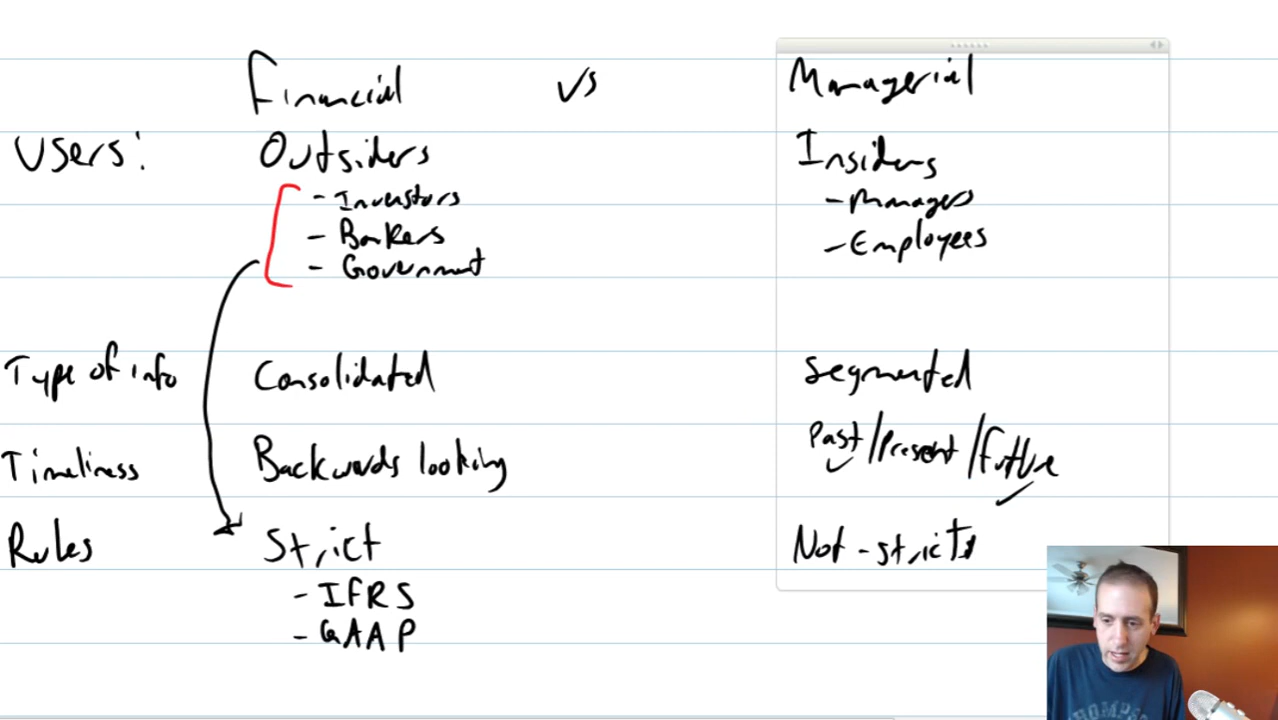 Financial vs Managerial
Users: Outsiders Insiders
- Investors - Managers
- Bankers - Employees
- Government
Type of info Consolidated Segmented
Timeliness Backwards looking Past/Present/Future
Rules Strict Not-strict
- IFRS
- GAAP
THOMPSO